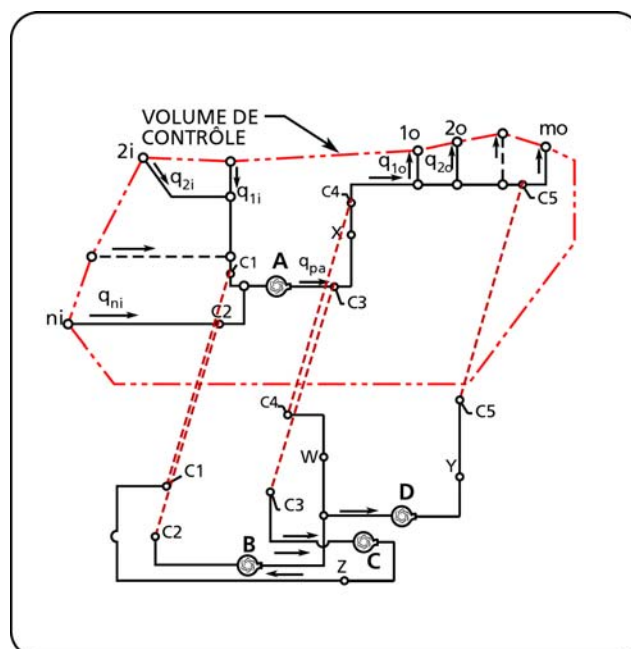 VOLUME DE
CONTRÔLE
2i
1o
2o
mo
q2i
q1i
q1o
q2o
C4
C5
X
C1
A
qpa
C3
qni
ni
C2
C4
C5
W
Y
C1
C3
D
C2
B
C
Z